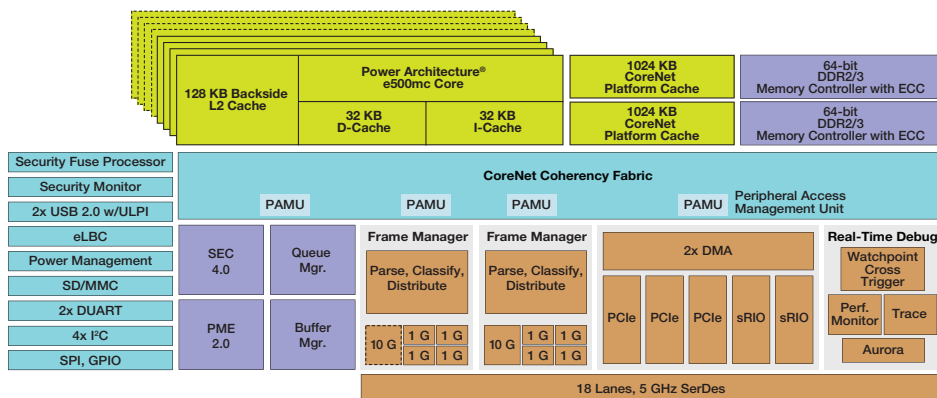 128 KB Backside
L2 Cache
Power Architecture®
e500mc Core
32 KB
D-Cache
32 KB
I-Cache
1024 KB
CoreNet
Platform Cache
1024 KB
CoreNet
Platform Cache
64-bit
DDR2/3
Memory Controller with ECC
64-bit
DDR2/3
Memory Controller with ECC
Security Fuse Processor
Security Monitor
2x USB 2.0 w/ULPI
eLBC
Power Management
SD/MMC
2x DUART
4x I²C
SPI, GPIO
CoreNet Coherency Fabric
PAMU
PAMU
PAMU
PAMU
Peripheral Access
Management Unit
SEC
4.0
Queue
Mgr.
PME
2.0
Buffer
Mgr.
Frame Manager
Parse, Classify,
Distribute
10 G
1 G
1 G
1 G
1 G
Frame Manager
Parse, Classify,
Distribute
10 G
1 G
1 G
1 G
1 G
2x DMA
PCIe
PCIe
PCIe
sRIO
sRIO
Real-Time Debug
Watchpoint
Cross
Trigger
Perf.
Monitor
Trace
Aurora
18 Lanes, 5 GHz SerDes